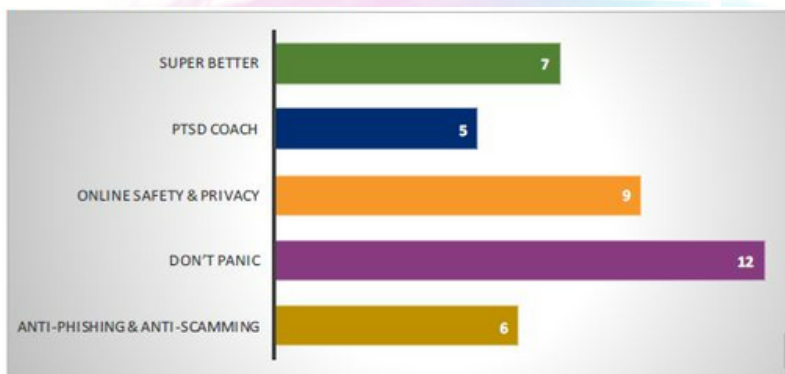 SUPER BETTER 7
PTSD COACH 5
ONLINE SAFETY & PRIVACY 9
DON'T PANIC 12
ANTI-PHISHING & ANTI-SCAMMING 6